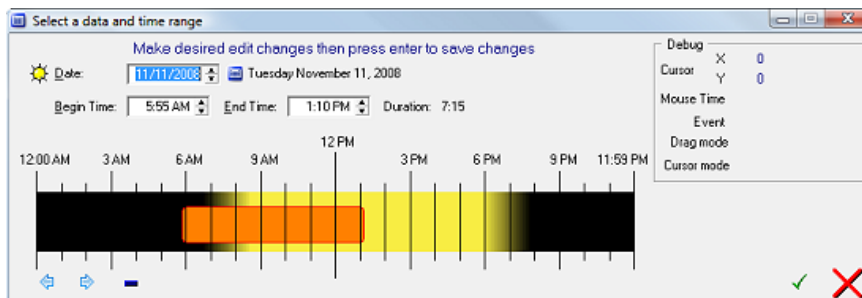 Select a data and time range
Make desired edit changes then press enter to save changes
Date: 11/11/2008 Tuesday November 11, 2008
Begin Time: 5:55 AM End Time: 1:10 PM Duration: 7:15
12 PM
12:00 AM 3 AM 6 AM 9 AM 3 PM 6 PM 9 PM 11:59 PM
Debug
X 0
Cursor
Y 0
Mouse Time
Event
Drag mode
Cursor mode